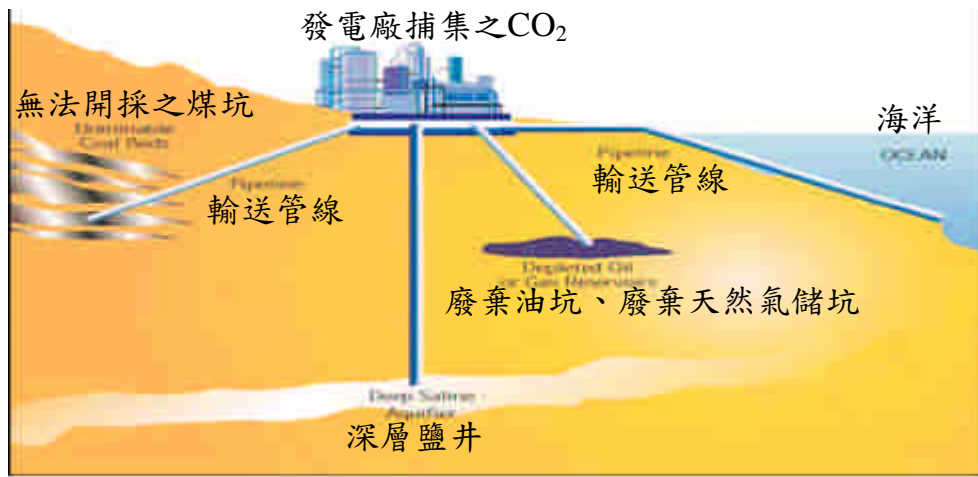 發電廠捕集之CO₂
無法開採之煤坑
Unminable
Coal Beds
海洋
OCEAN
Pipeline
輸送管線
Pipeline
輸送管線
Depleted Oil
or Gas Reservoirs
廢棄油坑、廢棄天然氣儲坑
Deep Saline
Aquifer
深層鹽井